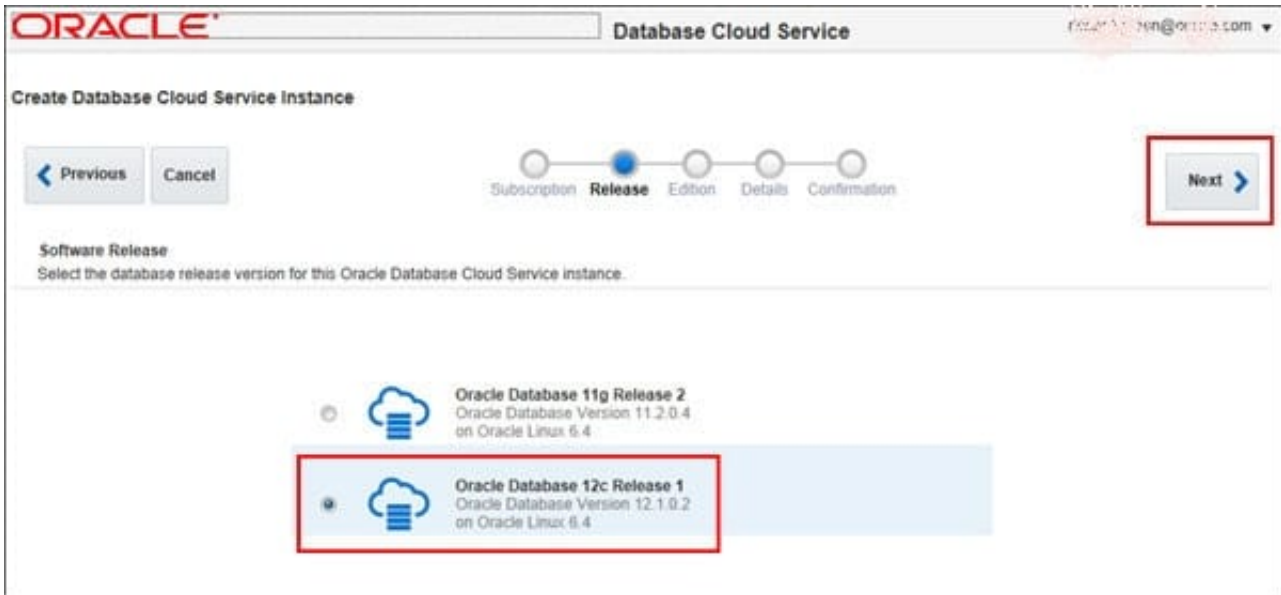 ORACLE
Database Cloud Service
Create Database Cloud Service Instance
Previous
Cancel
Subscription Release Edition Details Confirmation
Next
Software Release
Select the database release version for this Oracle Database Cloud Service instance.
Oracle Database 11g Release 2
Oracle Database Version 11.2.0.4
on Oracle Linux 6.4
Oracle Database 12c Release 1
Oracle Database Version 12.1.0.2
on Oracle Linux 6.4